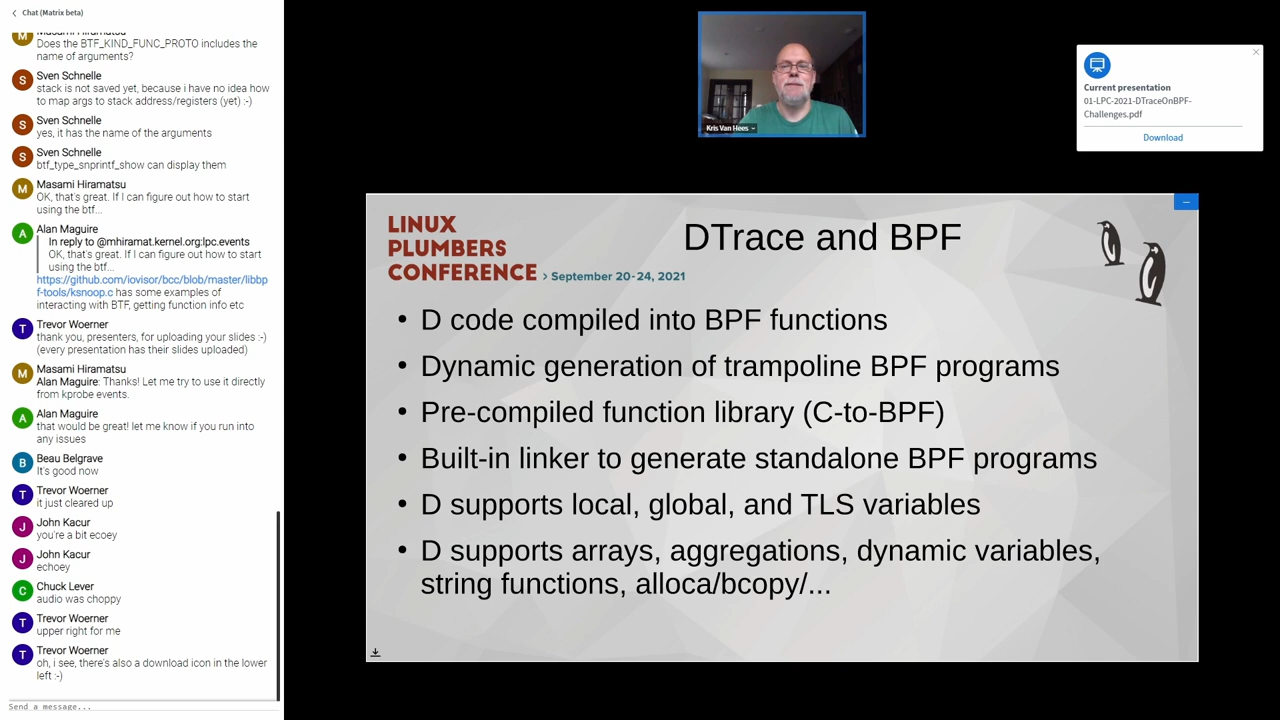 Chat (Matrix beta)
Masami Hiramatsu
Does the BTF_KIND_FUNC_PROTO includes the
name of arguments?
Sven Schnelle
stack is not saved yet, because i have no idea how
to map args to stack address/registers (yet) :-)
Sven Schnelle
yes, it has the name of the arguments
Sven Schnelle
btf_type_snprintf_show can display them
Masami Hiramatsu
OK, that's great. If I can figure out how to start
using the btf...
Alan Maguire
In reply to @mhiramat.kernel.org:lpc.events
OK, that's great. If I can figure out how to start
using the btf...
https://github.com/iovisor/bcc/blob/master/libbp
f-tools/ksnoop.c has some examples of
interacting with BTF, getting function info etc
Trevor Woerner
thank you, presenters, for uploading your slides :-)
(every presentation has their slides uploaded)
Masami Hiramatsu
Alan Maguire: Thanks! Let me try to use it directly
from kprobe events.
Alan Maguire
that would be great! let me know if you run into
any issues
Beau Belgrave
It's good now
Trevor Woerner
it just cleared up
John Kacur
you're a bit ecoey
John Kacur
echoey
Chuck Lever
audio was choppy
Trevor Woerner
upper right for me
Trevor Woerner
oh, i see, there's also a download icon in the lower
left :-)
Send a message...
M
S
S
S
M
A
T
M
A
B
T
J
J
C
T
T
Kris Van Hees
Current presentation
01-LPC-2021-DTraceOnBPF-
Challenges.pdf
Download
LINUX
PLUMBERS
CONFERENCE > September 20-24, 2021
DTrace and BPF
• D code compiled into BPF functions
• Dynamic generation of trampoline BPF programs
• Pre-compiled function library (C-to-BPF)
• Built-in linker to generate standalone BPF programs
• D supports local, global, and TLS variables
• D supports arrays, aggregations, dynamic variables,
string functions, alloca/bcopy/...